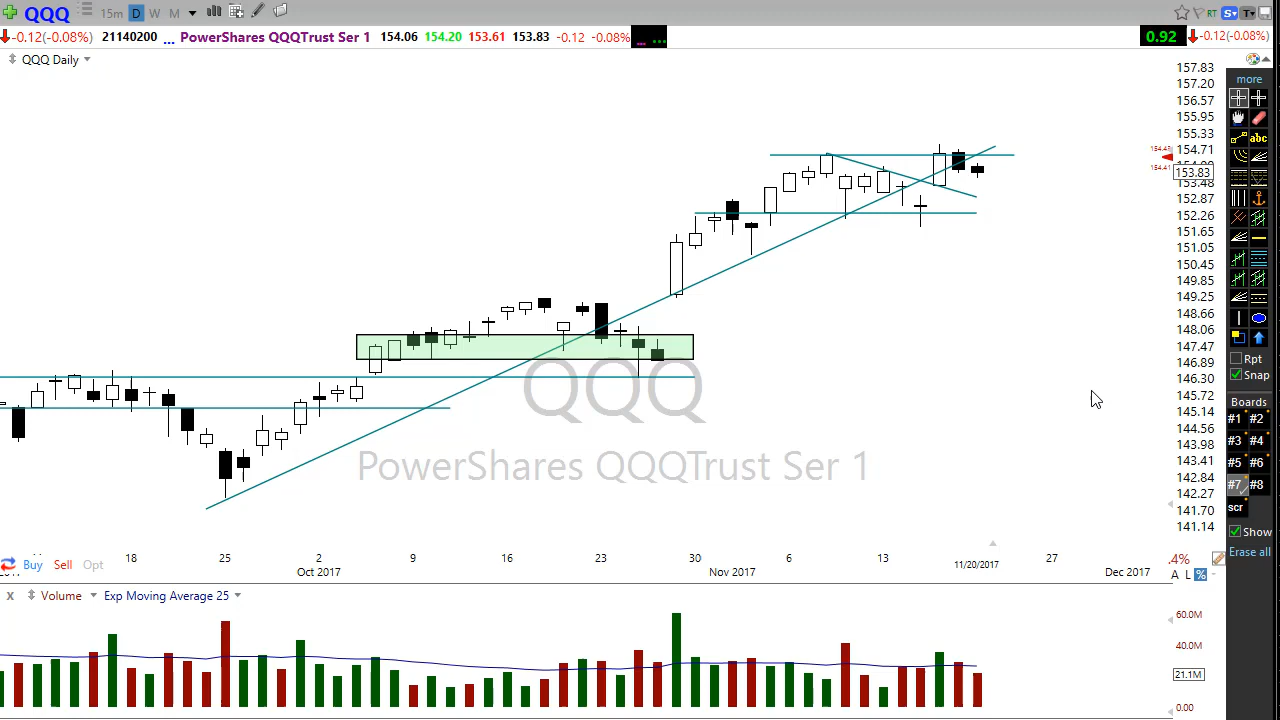 QQQ 15m D W M RT S T
-0.12(-0.08%) 21140200 ... PowerShares QQQTrust Ser 1 154.06 154.20 153.61 153.83 -0.12 -0.08% ... 0.92 -0.12(-0.08%)
QQQ Daily
157.83
more
157.20
156.57
155.95
abc
155.33
154.71
154.41
153.83
153.48
152.87
152.26
151.65
151.05
150.45
149.85
149.25
148.66
148.06
147.47
Rpt
146.89
146.30
Snap
QQQ
145.72
Boards
145.14
#1 #2
144.56
#3 #4
143.98
PowerShares QQQTrust Ser 1
143.41
#5 #6
142.84
#7 #8
142.27
141.70
scr
141.14
Show
Erase all
18 25 2 9 16 23 30 6 13 27
Buy Sell Opt
.4%
Oct 2017 Nov 2017 11/20/2017 Dec 2017
A L %
X Volume Exp Moving Average 25
60.0M
40.0M
21.1M
0.00